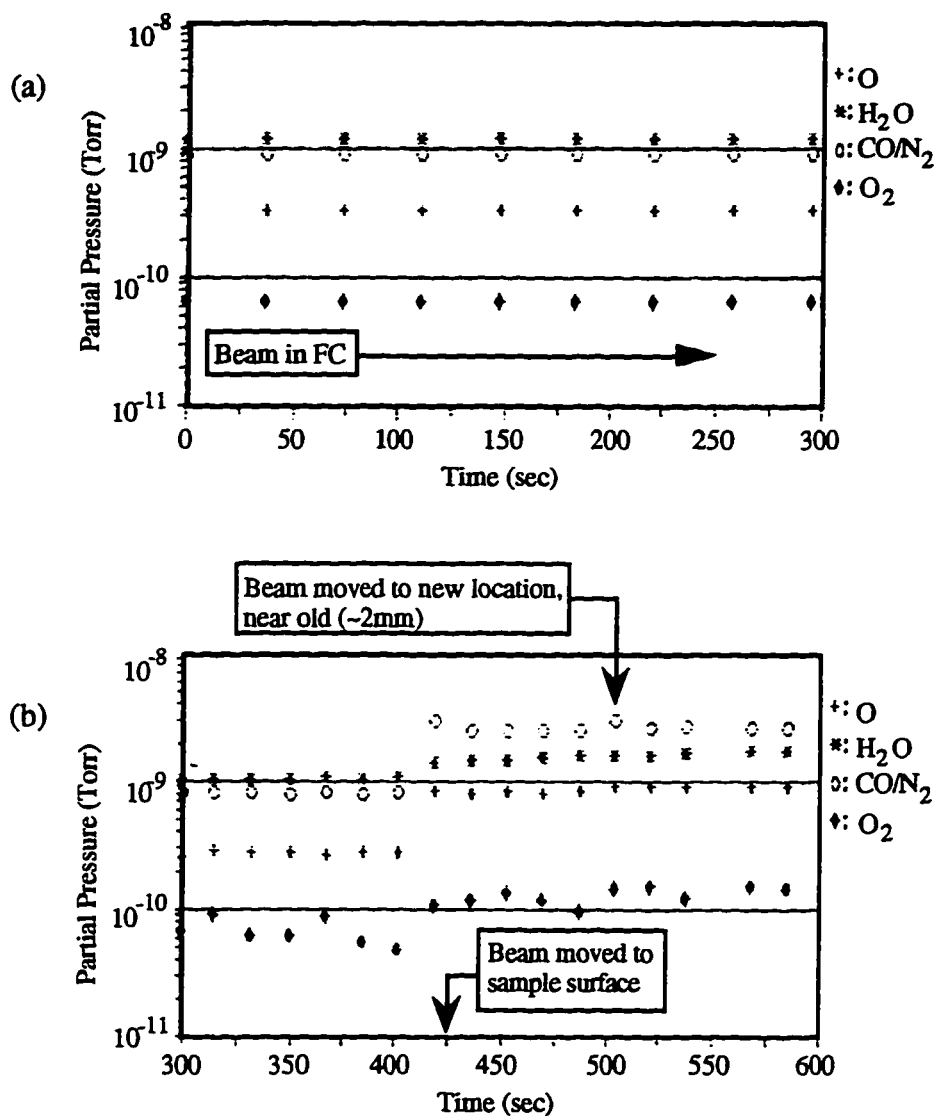 (a)
10-8
10-9
10-10
10-11
Partial Pressure (Torr)
Beam in FC
0 50 100 150 200 250 300
Time (sec)
+: O
*: H2O
o: CO/N2
♦: O2
Beam moved to new location,
near old (~2mm)
(b)
10-8
10-9
10-10
10-11
Partial Pressure (Torr)
Beam moved to
sample surface
300 350 400 450 500 550 600
Time (sec)
+: O
*: H2O
o: CO/N2
♦: O2